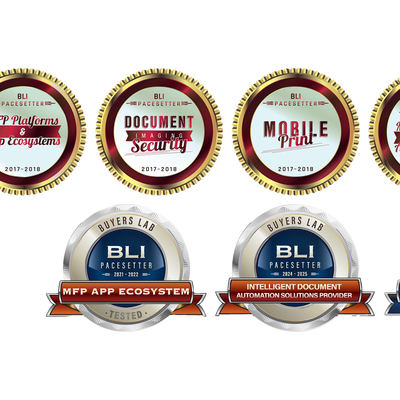 BLI
PACESETTER
FP Platforms
&
p Ecosystems
2017-2018
BLI
PACESETTER
DOCUMENT
IMAGING
Security
2017-2018
BLI
PACESETTER
MOBILE
Print
2017-2018
BUYERS LAB
BLI
PACESETTER
2021 - 2022
MFP APP ECOSYSTEM
·TESTED·
BUYERS LAB
BLI
PACESETTER
2024 - 2025
INTELLIGENT DOCUMENT
AUTOMATION SOLUTIONS PROVIDER